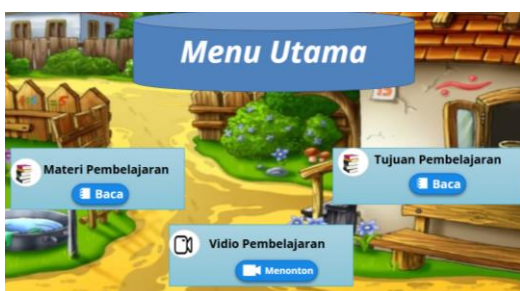 Menu Utama
Materi Pembelajaran
Baca
Tujuan Pembelajaran
Baca
Vidio Pembelajaran
Menonton